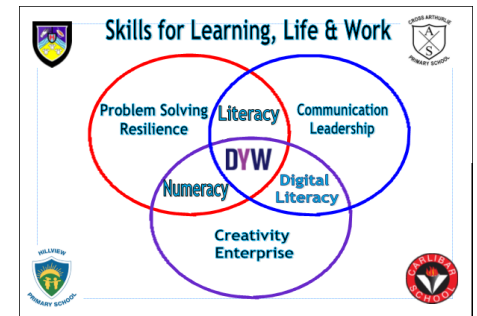 Skills for Learning, Life & Work
CROSS ARTHURLIE
A
S
PRIMARY SCHOOL
Problem Solving
Resilience
Literacy
Communication
Leadership
DYW
Numeracy
Digital
Literacy
Creativity
Enterprise
HILLVIEW
PRIMARY SCHOOL
CARLIBAR
SCHOOL